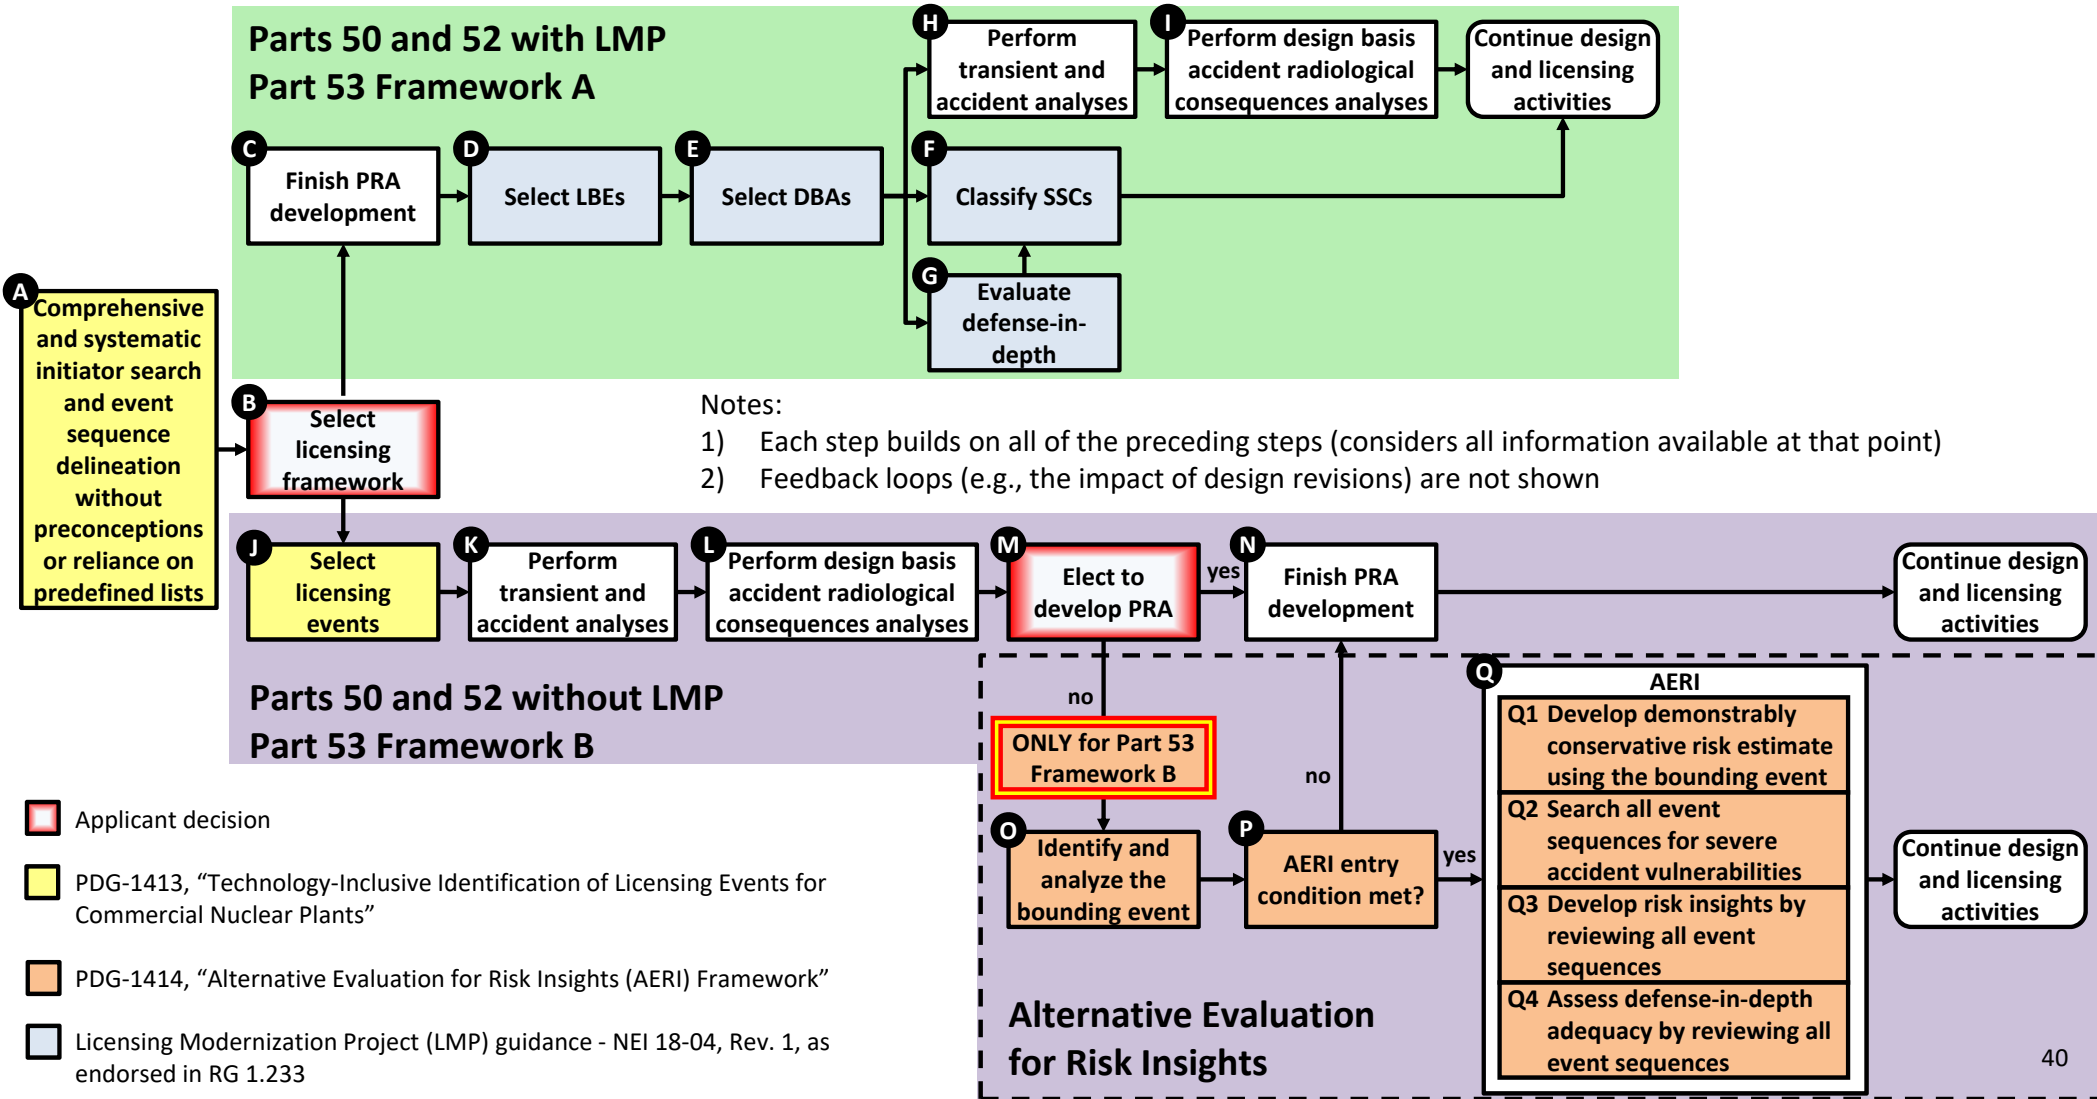 Parts 50 and 52 with LMP
Part 53 Framework A
H
Perform
transient and
accident analyses
I
Perform design basis
accident radiological
consequences analyses
Continue design
and licensing
activities
C
Finish PRA
development
D
Select LBEs
E
Select DBAs
F
Classify SSCs
G
Evaluate
defense-in-
depth
A
Comprehensive
and systematic
initiator search
and event
sequence
delineation
without
preconceptions
or reliance on
predefined lists
B
Select
licensing
framework
Notes:
1) Each step builds on all of the preceding steps (considers all information available at that point)
2) Feedback loops (e.g., the impact of design revisions) are not shown
J
Select
licensing
events
K
Perform
transient and
accident analyses
L
Perform design basis
accident radiological
consequences analyses
M
Elect to
develop PRA
yes
N
Finish PRA
development
Continue design
and licensing
activities
Parts 50 and 52 without LMP
Part 53 Framework B
no
ONLY for Part 53
Framework B
no
O
Identify and
analyze the
bounding event
P
AERI entry
condition met?
yes
Q
AERI
Q1 Develop demonstrably
conservative risk estimate
using the bounding event
Q2 Search all event
sequences for severe
accident vulnerabilities
Q3 Develop risk insights by
reviewing all event
sequences
Q4 Assess defense-in-depth
adequacy by reviewing all
event sequences
Continue design
and licensing
activities
Alternative Evaluation
for Risk Insights
Applicant decision
PDG-1413, “Technology-Inclusive Identification of Licensing Events for
Commercial Nuclear Plants”
PDG-1414, “Alternative Evaluation for Risk Insights (AERI) Framework”
Licensing Modernization Project (LMP) guidance - NEI 18-04, Rev. 1, as
endorsed in RG 1.233
40